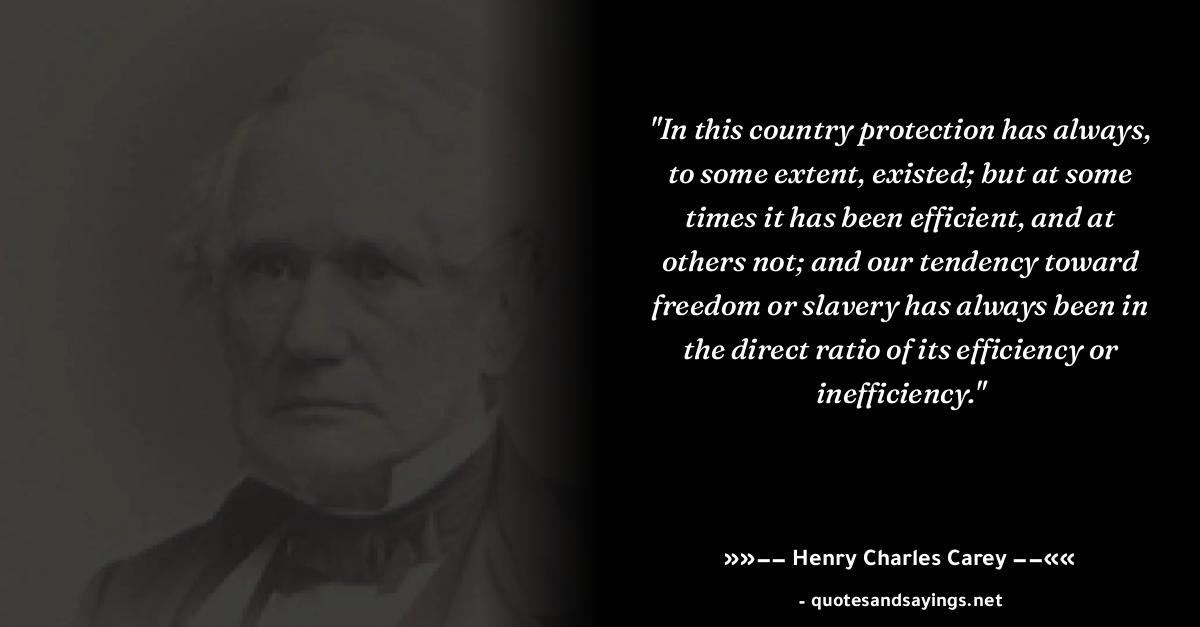 "In this country protection has always,
to some extent, existed; but at some
times it has been efficient, and at
others not; and our tendency toward
freedom or slavery has always been in
the direct ratio of its efficiency or
inefficiency."
»»–– Henry Charles Carey ––««
- quotesandsayings.net